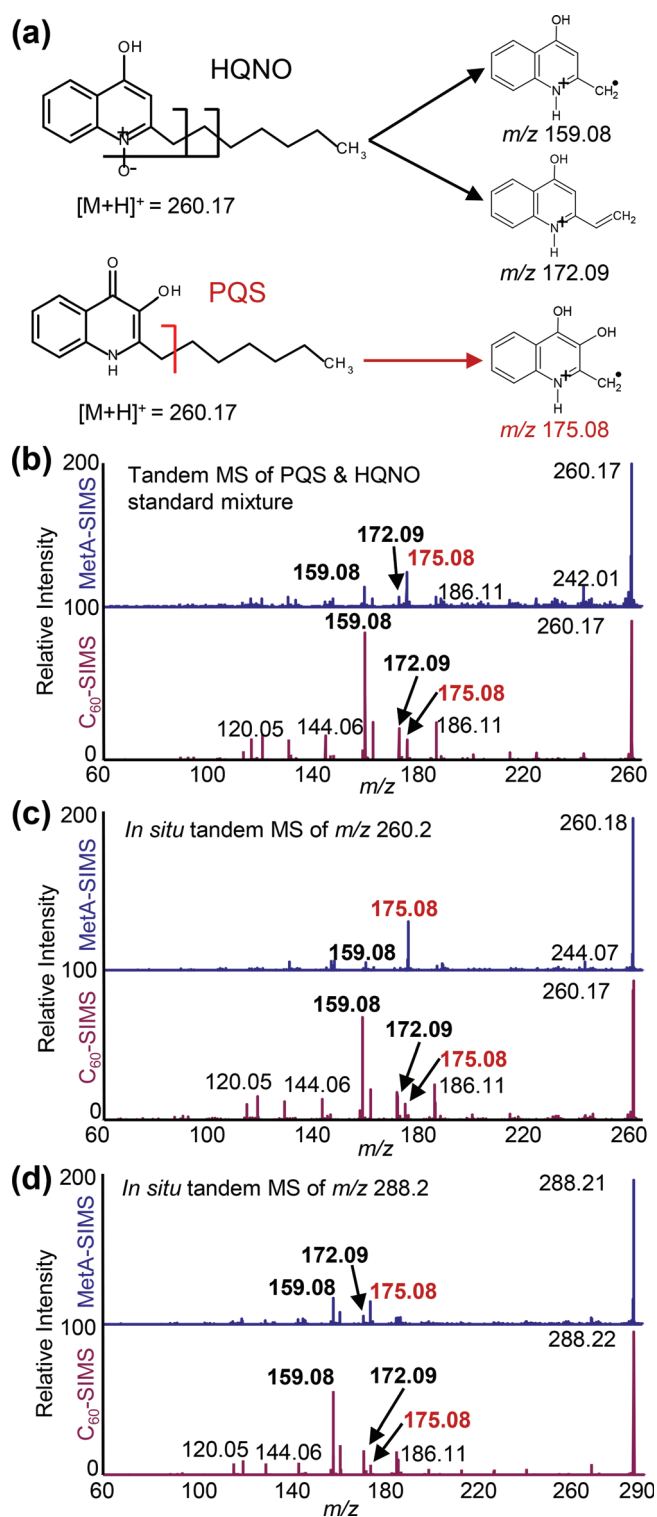 (a)
OH
HQNO
N
+
O-
CH3
[M+H]+ = 260.17
OH
N
+
H
CH2•
m/z 159.08
OH
N
+
H
CH2
m/z 172.09
O
OH
PQS
N
H
CH3
[M+H]+ = 260.17
OH
OH
N
+
H
CH2•
m/z 175.08
(b)
Tandem MS of PQS & HQNO
standard mixture
Relative Intensity
MetA-SIMS
C60-SIMS
200
260.17
172.09
175.08
159.08
186.11
242.01
100
159.08
260.17
172.09
175.08
120.05
144.06
186.11
0
60 100 140 180 220 260
m/z
(c)
In situ tandem MS of m/z 260.2
Relative Intensity
MetA-SIMS
C60-SIMS
200
260.18
175.08
159.08
244.07
100
260.17
159.08
172.09
175.08
120.05
144.06
186.11
0
60 100 140 180 220 260
m/z
(d)
In situ tandem MS of m/z 288.2
Relative Intensity
MetA-SIMS
C60-SIMS
200
288.21
172.09
159.08
175.08
100
288.22
159.08
172.09
175.08
120.05
144.06
186.11
0
60 100 140 180 220 260 290
m/z